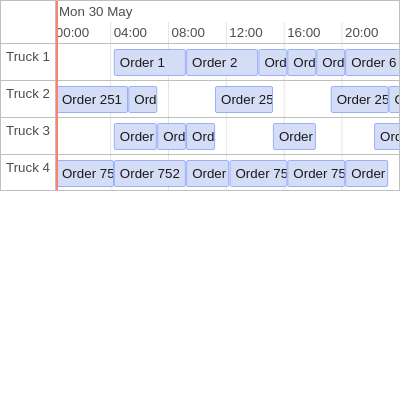 Mon 30 May
00:00 04:00 08:00 12:00 16:00 20:00
Truck 1 Order 1 Order 2 Ord Ord Ord Order 6
Truck 2 Order 251 Ord Order 25 Order 25
Truck 3 Order Ord Ord Order Ord
Truck 4 Order 75 Order 752 Order Order 75 Order 75 Order